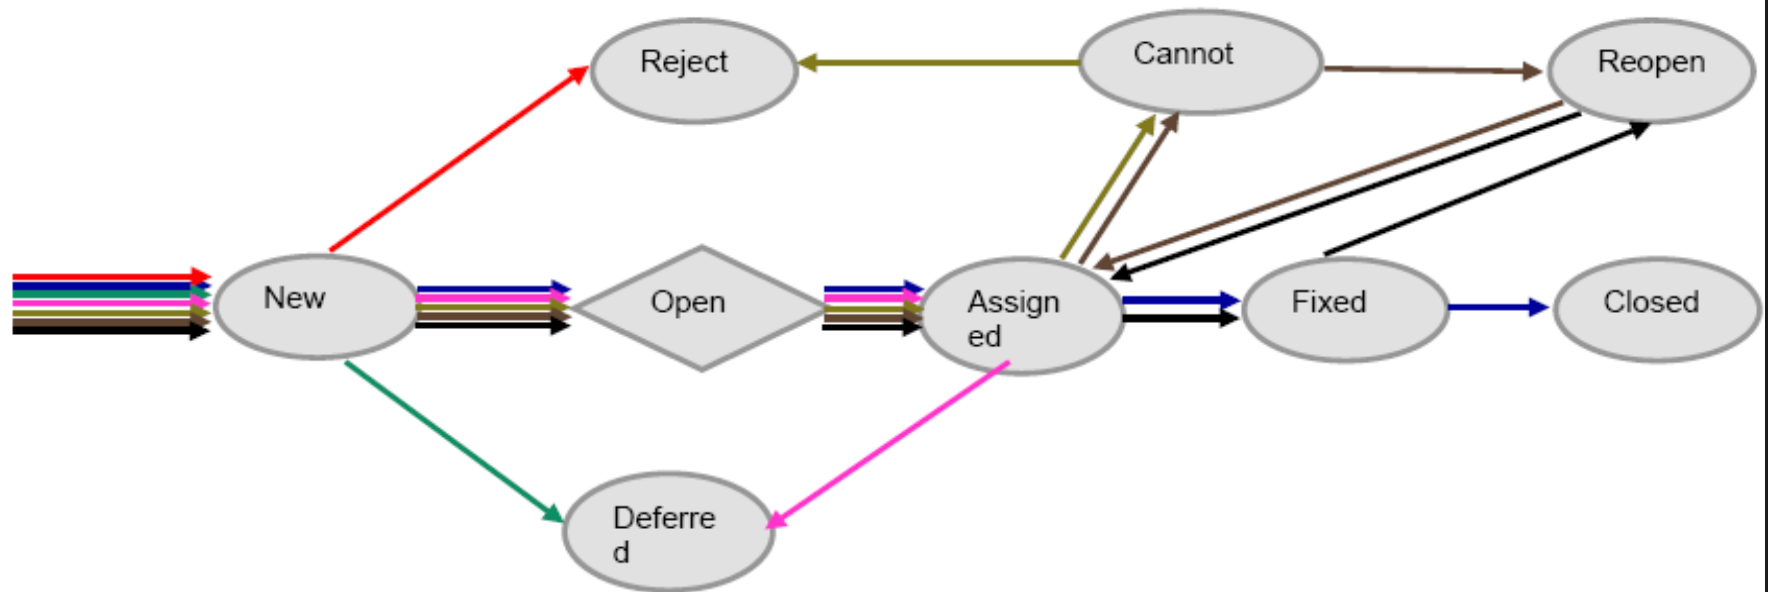 Reject
Cannot
Reopen
New
Open
Assign
ed
Fixed
Closed
Deferre
d